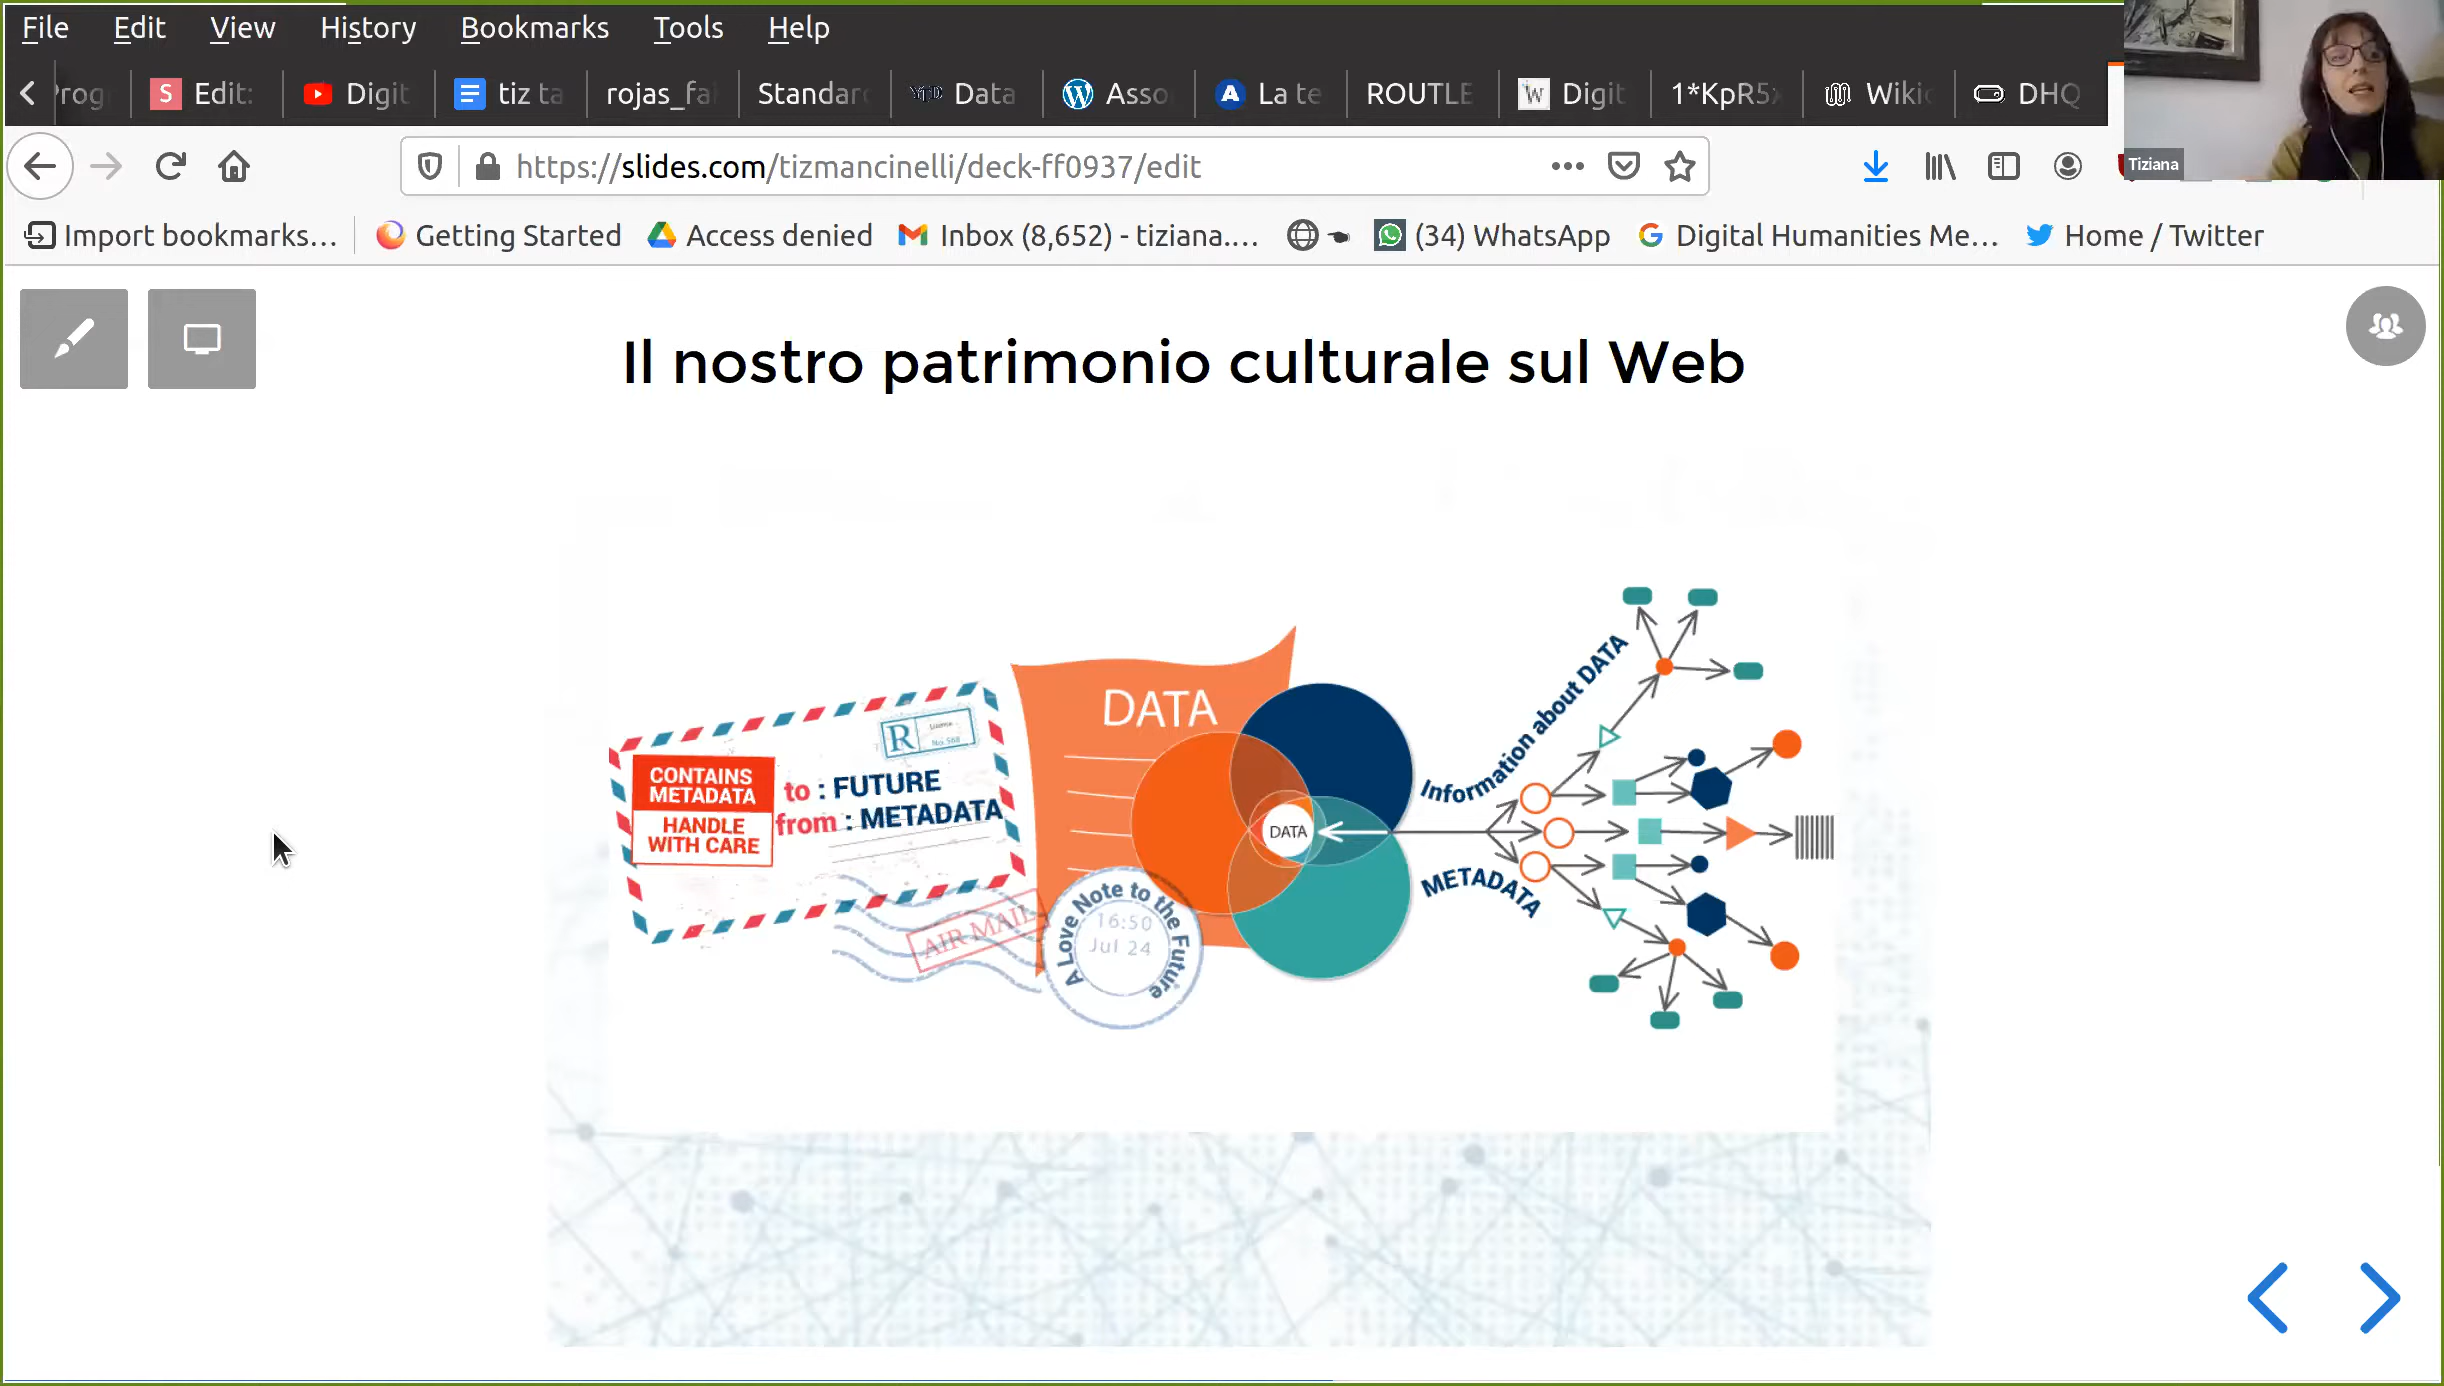 File Edit View History Bookmarks Tools Help
Edit: Digit tiz ta rojas_fa Standar Data Asso La te ROUTLE Digit 1*KpR5 Wiki DHQ
https://slides.com/tizmancinelli/deck-ff0937/edit
Tiziana
Import bookmarks... Getting Started Access denied Inbox (8,652) - tiziana.... (34) WhatsApp Digital Humanities Me... Home / Twitter
Il nostro patrimonio culturale sul Web
CONTAINS
METADATA
HANDLE
WITH CARE
R
License
No. 568
to : FUTURE
from : METADATA
AIR MAIL
DATA
A Love Note to the Future
16:50
Jul 24
DATA
Information about DATA
METADATA